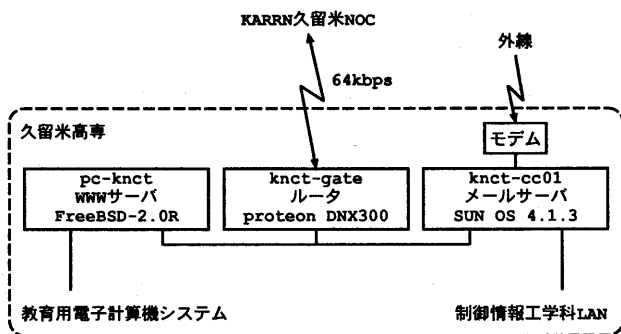 KARRN久留米NOC
外線
64kbps
久留米高専
モデム
pc-knct
WWWサーバ
FreeBSD-2.0R
knct-gate
ルータ
proteon DNX300
knct-cc01
メールサーバ
SUN OS 4.1.3
教育用電子計算機システム
制御情報工学科LAN